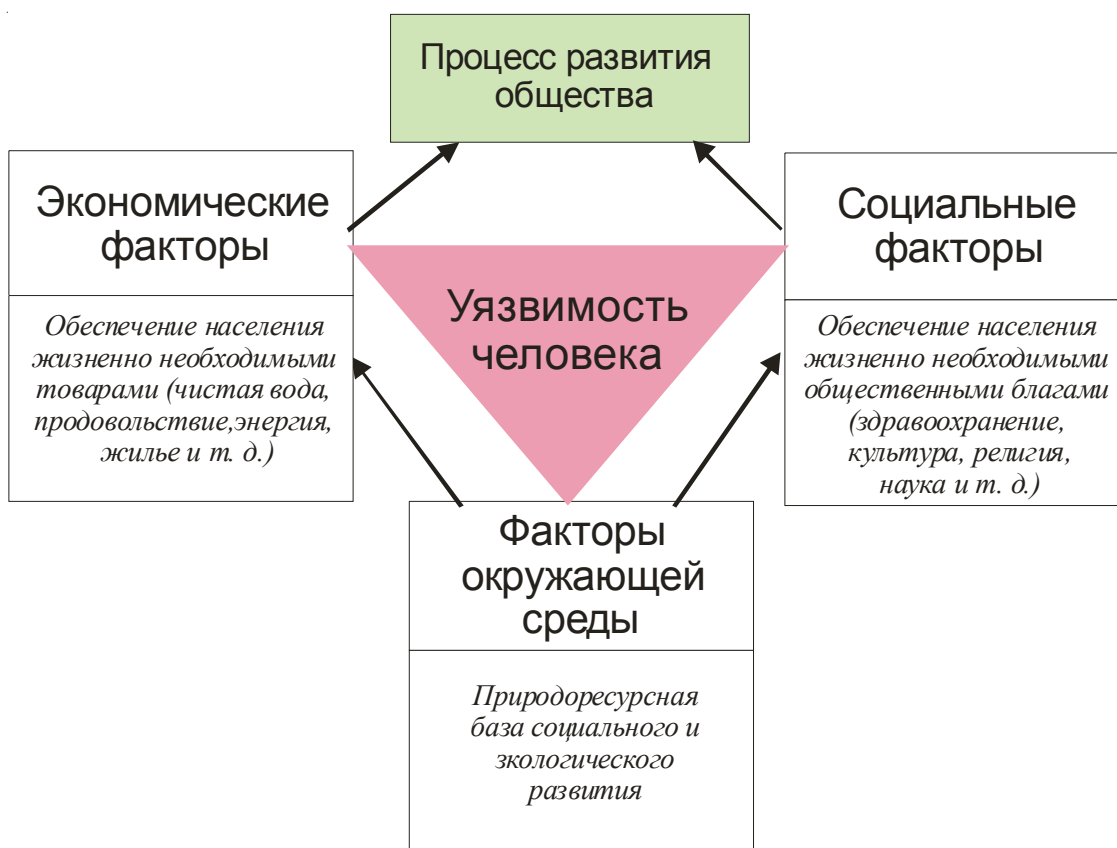 Процесс развития
общества
Экономические
факторы
Обеспечение населения
жизненно необходимыми
товарами (чистая вода,
продовольствие,энергия,
жилье и т. д.)
Уязвимость
человека
Социальные
факторы
Обеспечение населения
жизненно необходимыми
общественными благами
(здравоохранение,
культура, религия,
наука и т. д.)
Факторы
окружающей
среды
Природоресурсная
база социального и
зкологического
развития